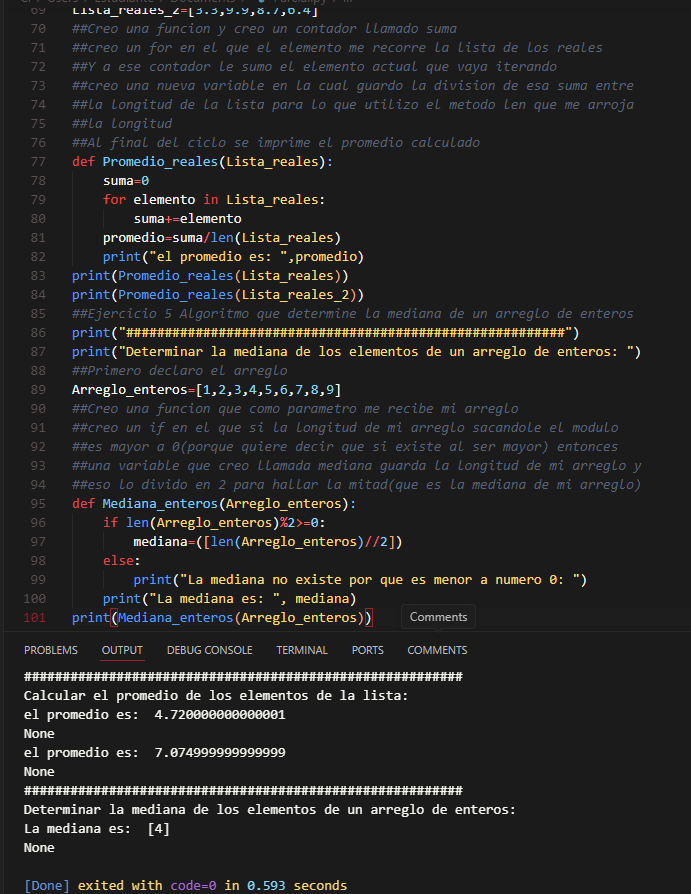 69 Lista_reales_2=[3.3,9.9,8.7,6.4]
70 ##Creo una funcion y creo un contador llamado suma
71 ##creo un for en el que el elemento me recorre la lista de los reales
72 ##Y a ese contador le sumo el elemento actual que vaya iterando
73 ##creo una nueva variable en la cual guardo la division de esa suma entre
74 ##la longitud de la lista para lo que utilizo el metodo len que me arroja
75 ##la longitud
76 ##Al final del ciclo se imprime el promedio calculado
77 def Promedio_reales(Lista_reales):
78     suma=0
79     for elemento in Lista_reales:
80         suma+=elemento
81     promedio=suma/len(Lista_reales)
82     print("el promedio es: ",promedio)
83 print(Promedio_reales(Lista_reales))
84 print(Promedio_reales(Lista_reales_2))
85 ##Ejercicio 5 Algoritmo que determine la mediana de un arreglo de enteros
86 print("#########################################################")
87 print("Determinar la mediana de los elementos de un arreglo de enteros: ")
88 ##Primero declaro el arreglo
89 Arreglo_enteros=[1,2,3,4,5,6,7,8,9]
90 ##Creo una funcion que como parametro me recibe mi arreglo
91 ##creo un if en el que si la longitud de mi arreglo sacandole el modulo
92 ##es mayor a 0(porque quiere decir que si existe al ser mayor) entonces
93 ##una variable que creo llamada mediana guarda la longitud de mi arreglo y
94 ##eso lo divido en 2 para hallar la mitad(que es la mediana de mi arreglo)
95 def Mediana_enteros(Arreglo_enteros):
96     if len(Arreglo_enteros)%2>=0:
97         mediana=([len(Arreglo_enteros)//2])
98     else:
99         print("La mediana no existe por que es menor a numero 0: ")
100     print("La mediana es: ", mediana)
101 print(Mediana_enteros(Arreglo_enteros))
Comments
PROBLEMS OUTPUT DEBUG CONSOLE TERMINAL PORTS COMMENTS
#########################################################
Calcular el promedio de los elementos de la lista:
el promedio es:  4.720000000000001
None
el promedio es:  7.074999999999999
None
#########################################################
Determinar la mediana de los elementos de un arreglo de enteros:
La mediana es:  [4]
None
[Done] exited with code=0 in 0.593 seconds